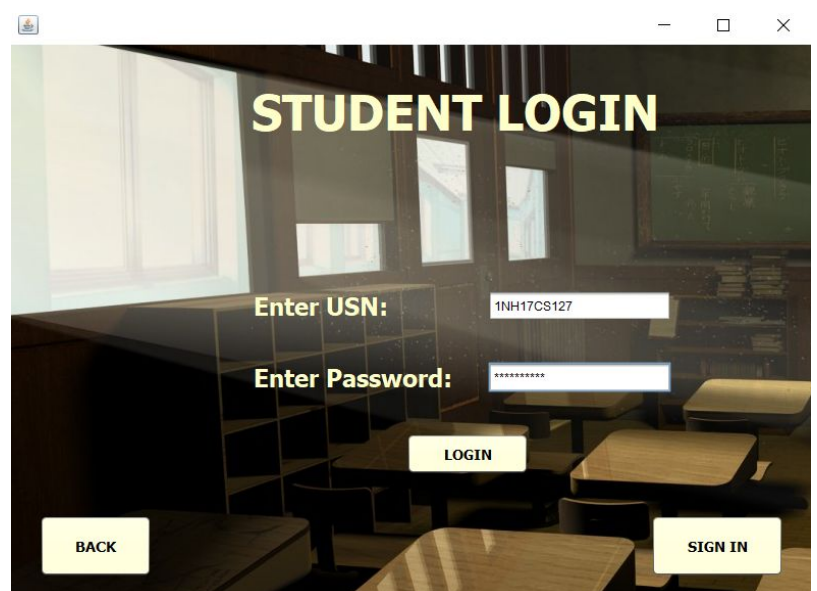 STUDENT LOGIN
Enter USN: 1NH17CS127
Enter Password: **********
LOGIN
BACK SIGN IN